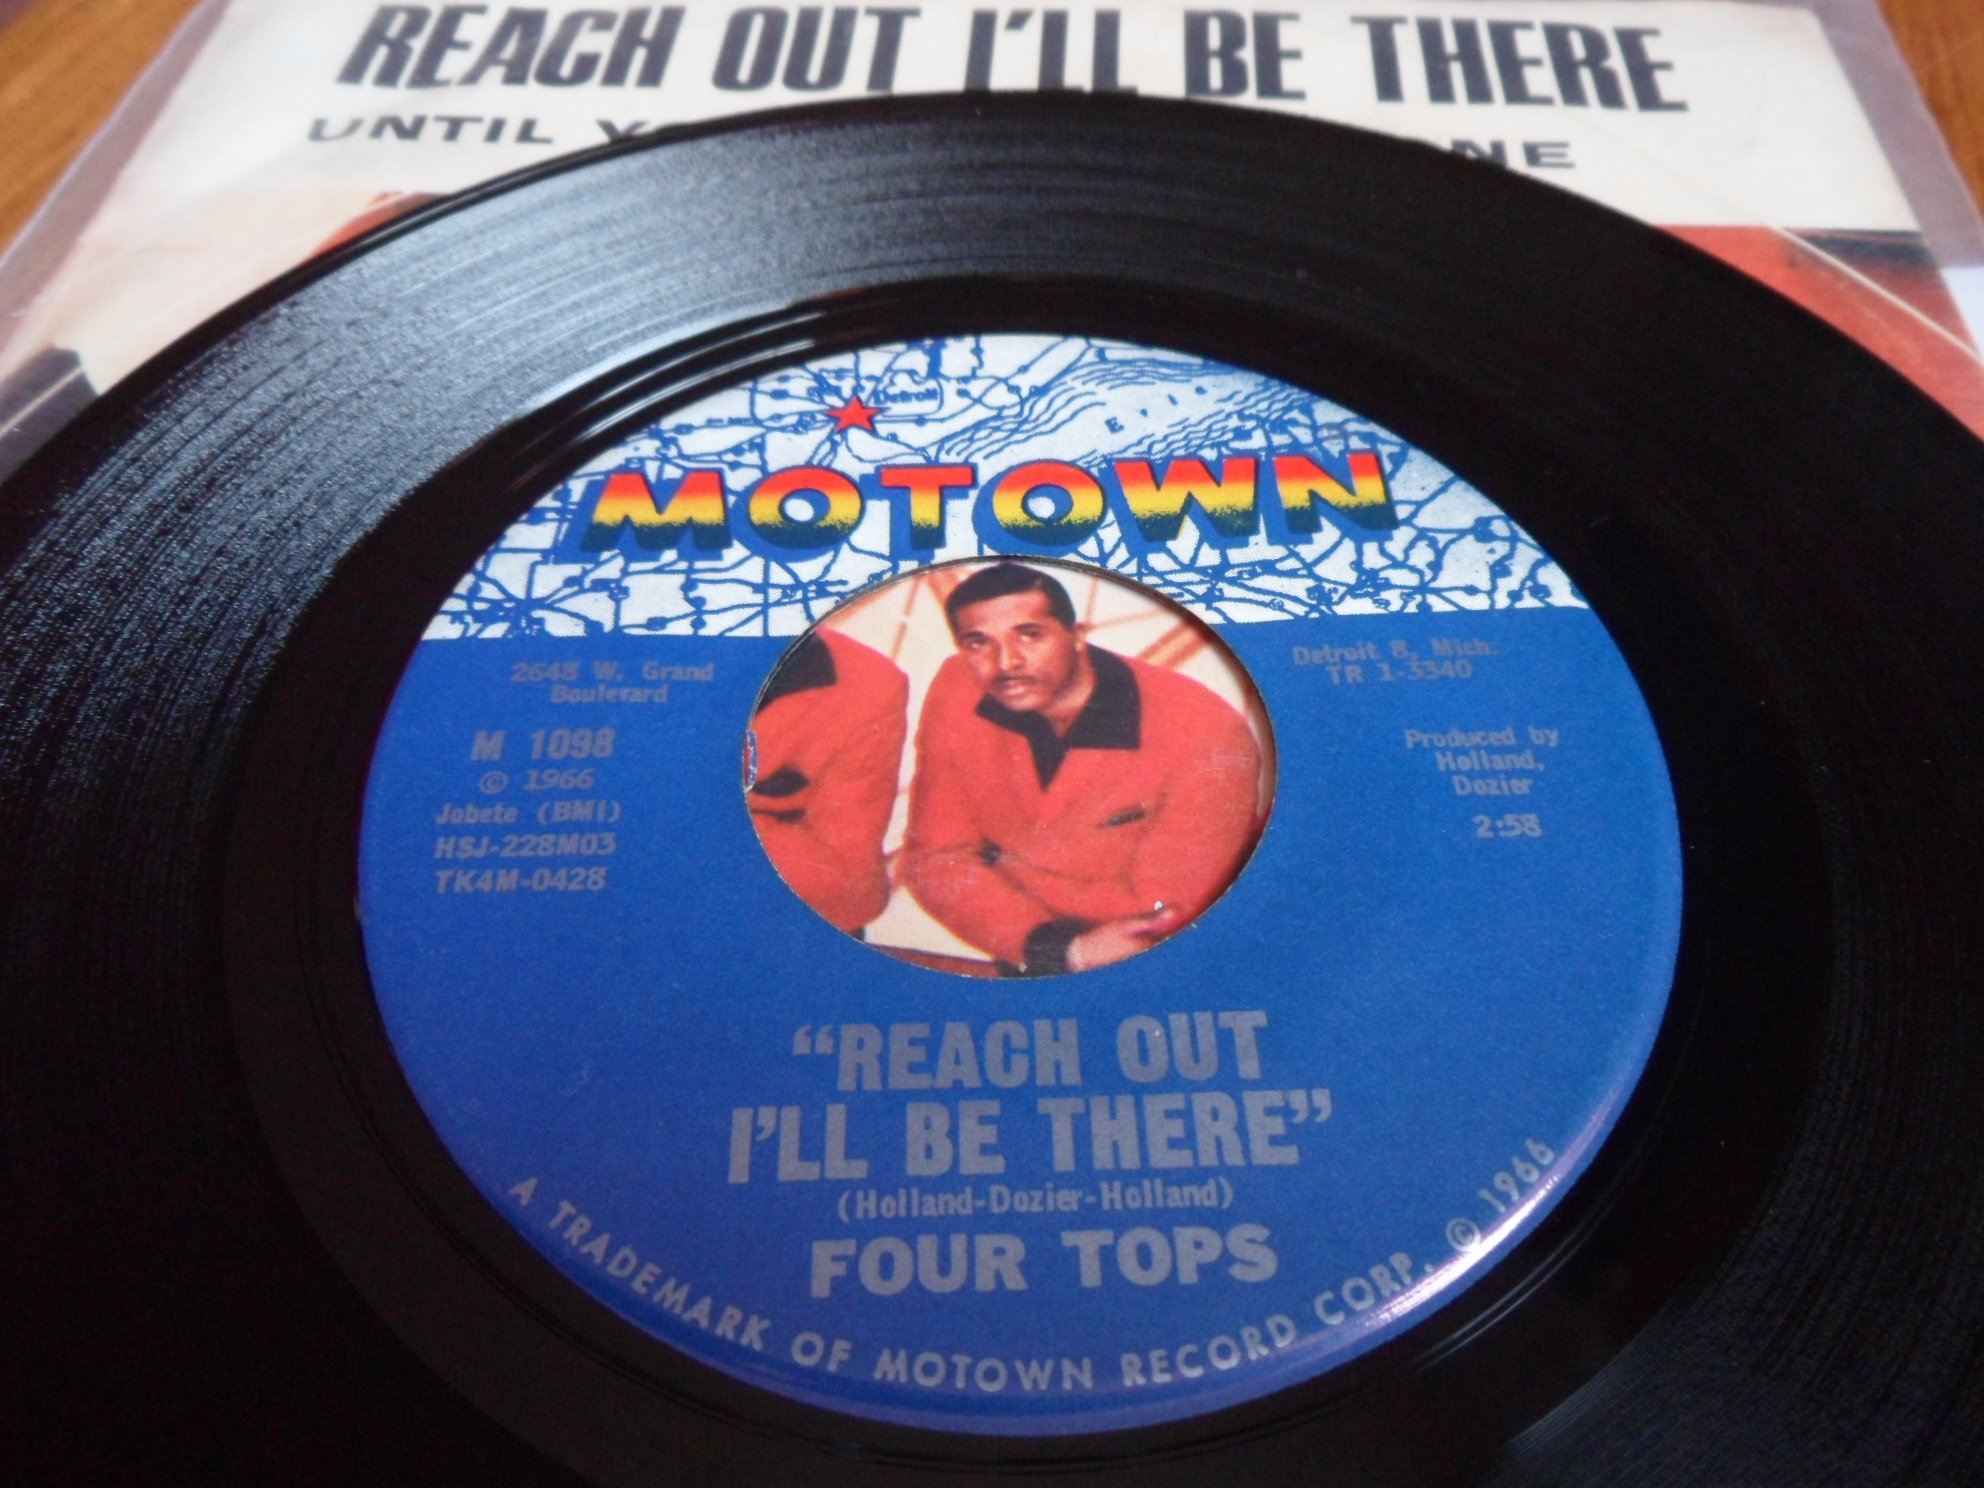 REACH OUT I'LL BE THERE
UNTIL
Detroit
ERIE
MOTOWN
2648 W. Grand
Boulevard
Detroit 8, Mich.
TR 1-3340
M 1098
© 1966
Jobete (BMI)
HSJ-228M03
TK4M-0428
Produced by
Holland,
Dozier
2:58
"REACH OUT
I'LL BE THERE"
(Holland-Dozier-Holland)
FOUR TOPS
A TRADEMARK OF MOTOWN RECORD CORP. © 1966